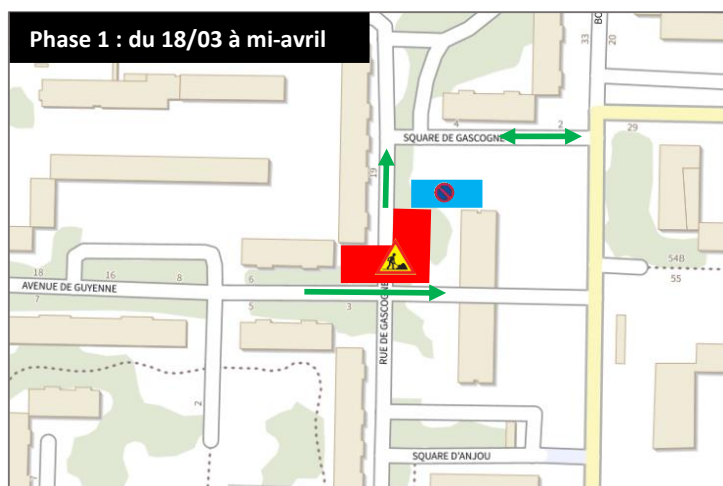 Phase 1 : du 18/03 à mi-avril
BO
33
20
4
2
SQUARE DE GASCOGNE
29
19
54B
55
18
16
8
6
AVENUE DE GUYENNE
7
5
3
RUE DE GASCOGNE
2
SQUARE D'ANJOU